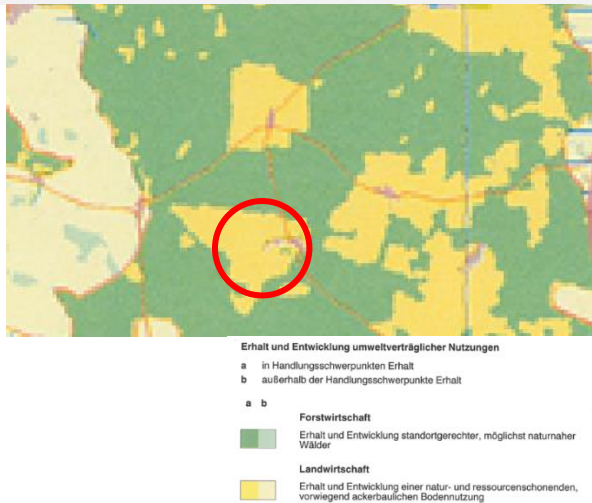 Erhalt und Entwicklung umweltverträglicher Nutzungen
a in Handlungsschwerpunkten Erhalt
b außerhalb der Handlungsschwerpunkte Erhalt
a b
Forstwirtschaft
Erhalt und Entwicklung standortgerechter, möglichst naturnaher
Wälder
Landwirtschaft
Erhalt und Entwicklung einer natur- und ressourcenschonenden,
vorwiegend ackerbaulichen Bodennutzung